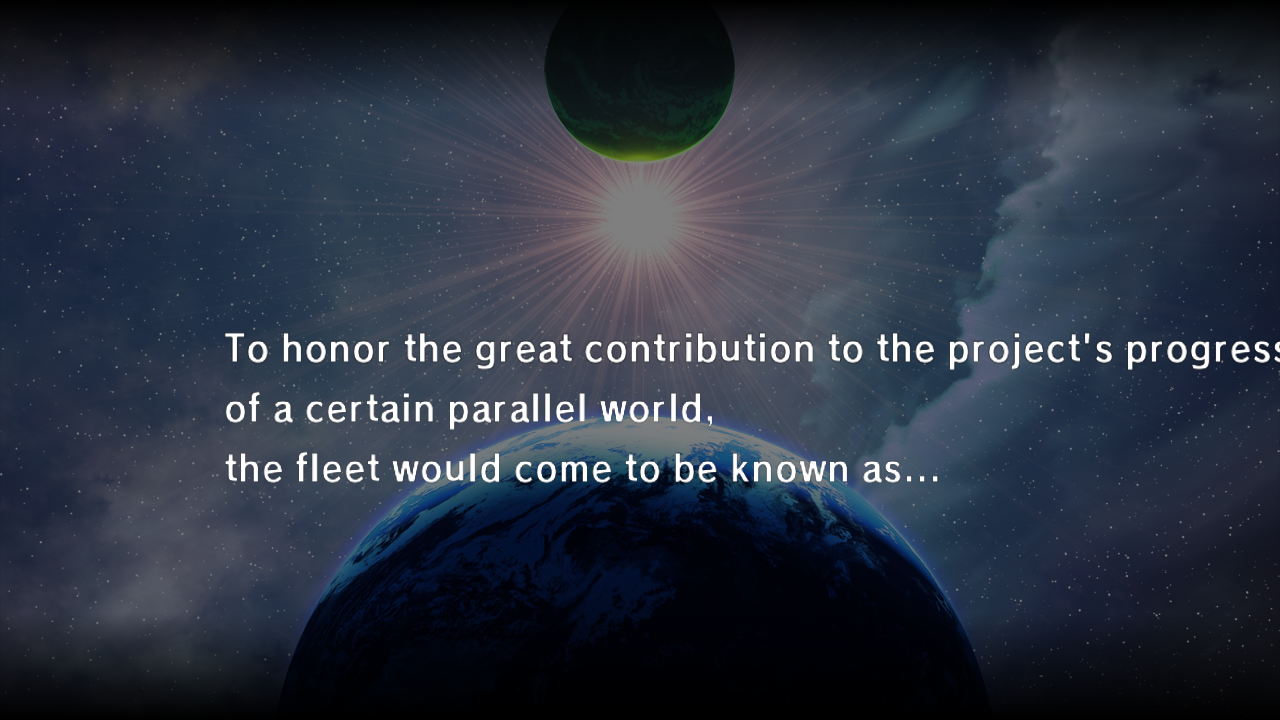 To honor the great contribution to the project's progress
of a certain parallel world,
the fleet would come to be known as...